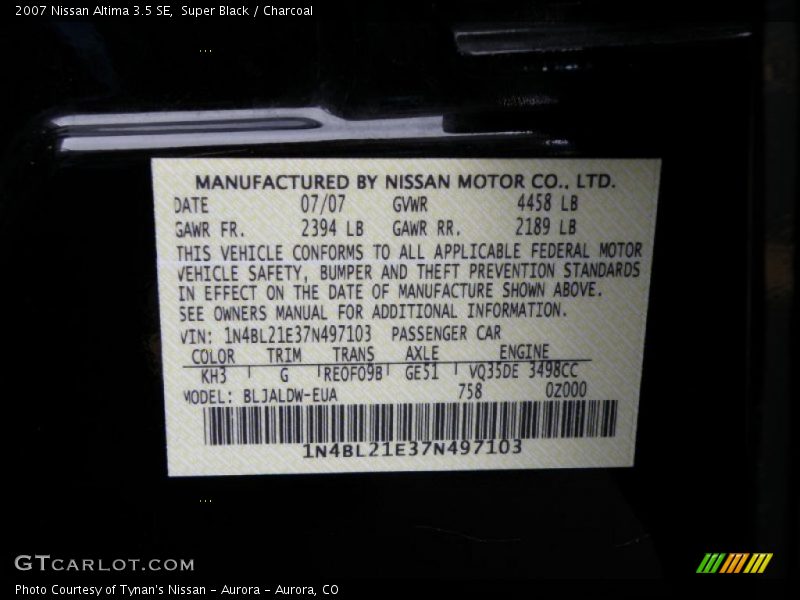 2007 Nissan Altima 3.5 SE,  Super Black / Charcoal
...
MANUFACTURED BY NISSAN MOTOR CO., LTD.
DATE 07/07 GVWR 4458 LB
GAWR FR. 2394 LB GAWR RR. 2189 LB
THIS VEHICLE CONFORMS TO ALL APPLICABLE FEDERAL MOTOR
VEHICLE SAFETY, BUMPER AND THEFT PREVENTION STANDARDS
IN EFFECT ON THE DATE OF MANUFACTURE SHOWN ABOVE.
SEE OWNERS MANUAL FOR ADDITIONAL INFORMATION.
VIN: 1N4BL21E37N497103 PASSENGER CAR
COLOR TRIM TRANS AXLE ENGINE
KH3 G RE0F09B GE51 VQ35DE 3498CC
MODEL: BLJALDW-EUA 758 0Z000
1N4BL21E37N497103
...
GTCARLOT.COM
Photo Courtesy of Tynan's Nissan - Aurora - Aurora, CO